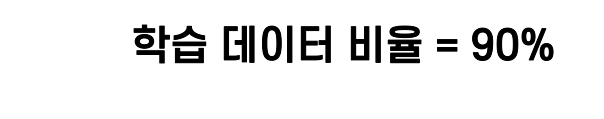 학습 데이터 비율 = 90%